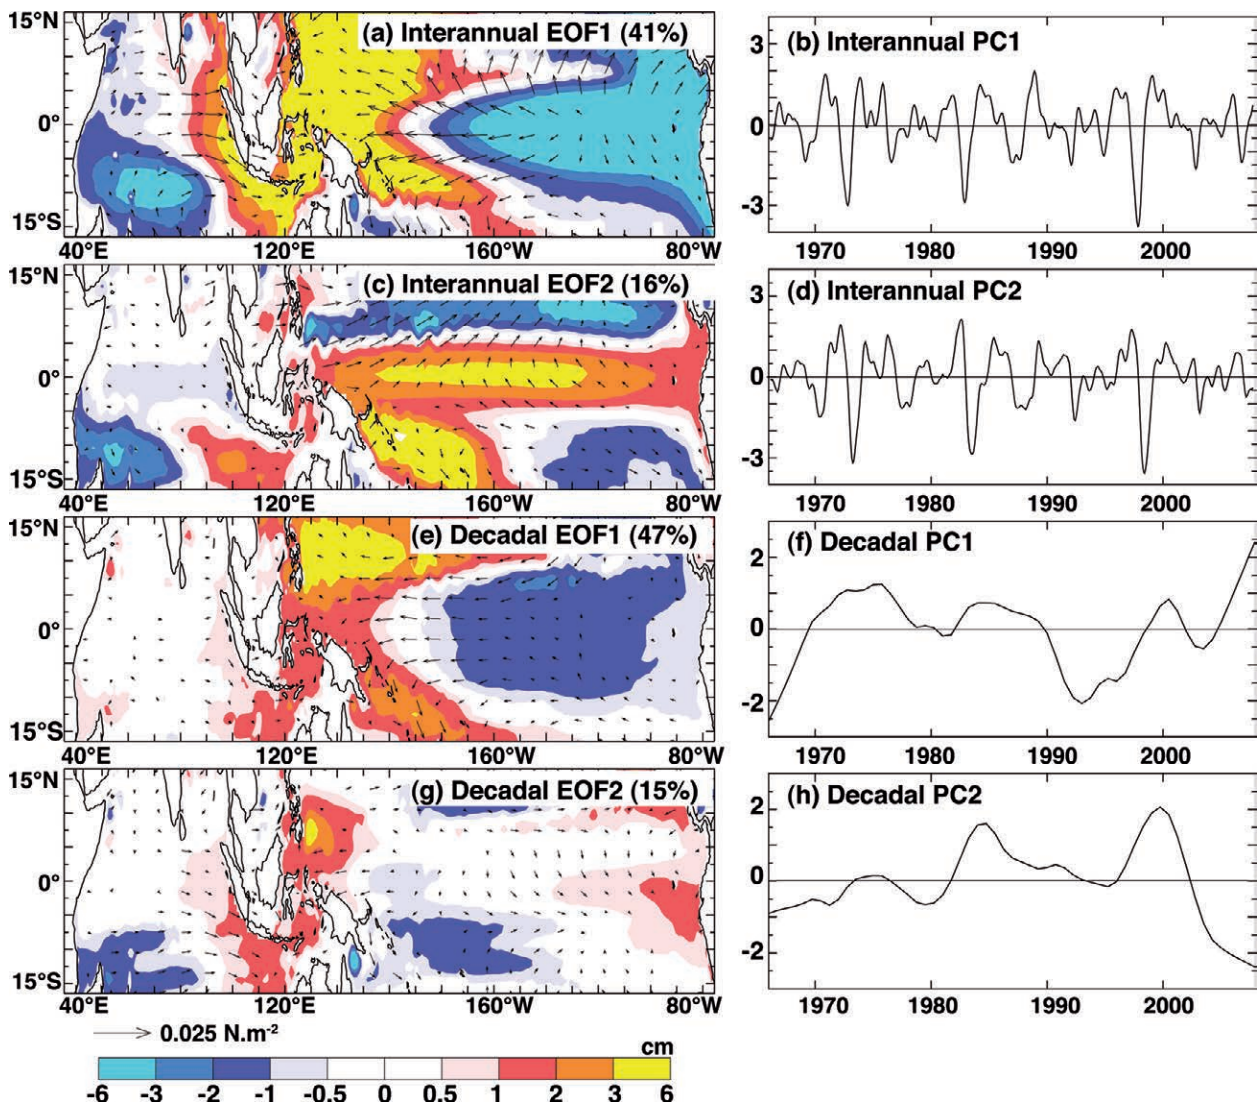 (a) Interannual EOF1 (41%)
15°N
0°
15°S
40°E 120°E 160°W 80°W
(b) Interannual PC1
3
0
-3
1970 1980 1990 2000
(c) Interannual EOF2 (16%)
15°N
0°
15°S
40°E 120°E 160°W 80°W
(d) Interannual PC2
3
0
-3
1970 1980 1990 2000
(e) Decadal EOF1 (47%)
15°N
0°
15°S
40°E 120°E 160°W 80°W
(f) Decadal PC1
2
0
-2
1970 1980 1990 2000
(g) Decadal EOF2 (15%)
15°N
0°
15°S
40°E 120°E 160°W 80°W
(h) Decadal PC2
2
0
-2
1970 1980 1990 2000
0.025 N.m-2
cm
-6 -3 -2 -1 -0.5 0 0.5 1 2 3 6